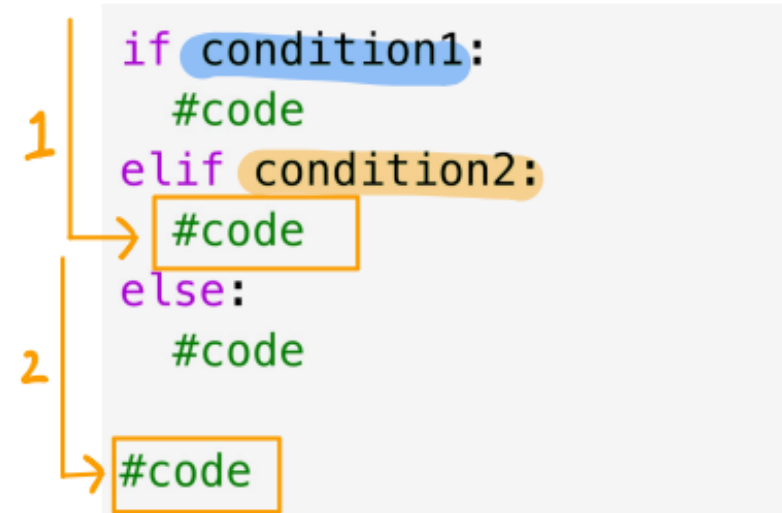 if condition1:
#code
1
elif condition2:
#code
else:
2
#code
#code